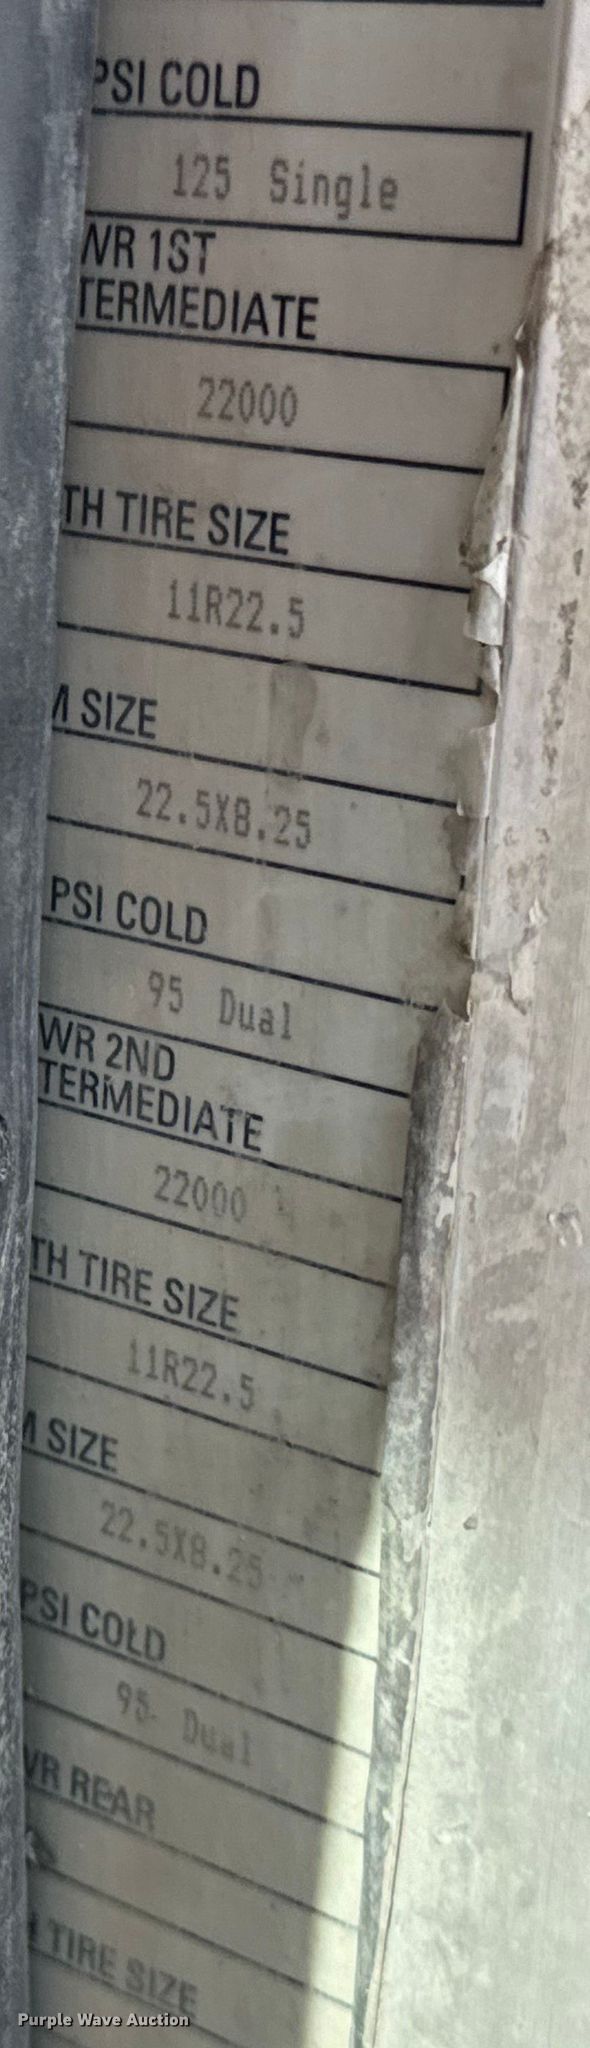 PSI COLD
125 Single
WR 1ST
TERMEDIATE
22000
TH TIRE SIZE
11R22.5
M SIZE
22.5X8.25
PSI COLD
95 Dual
WR 2ND
TERMEDIATE
22000
TH TIRE SIZE
11R22.5
M SIZE
22.5X8.25
PSI COLD
95 Dual
WR REAR
H TIRE SIZE
Purple Wave Auction